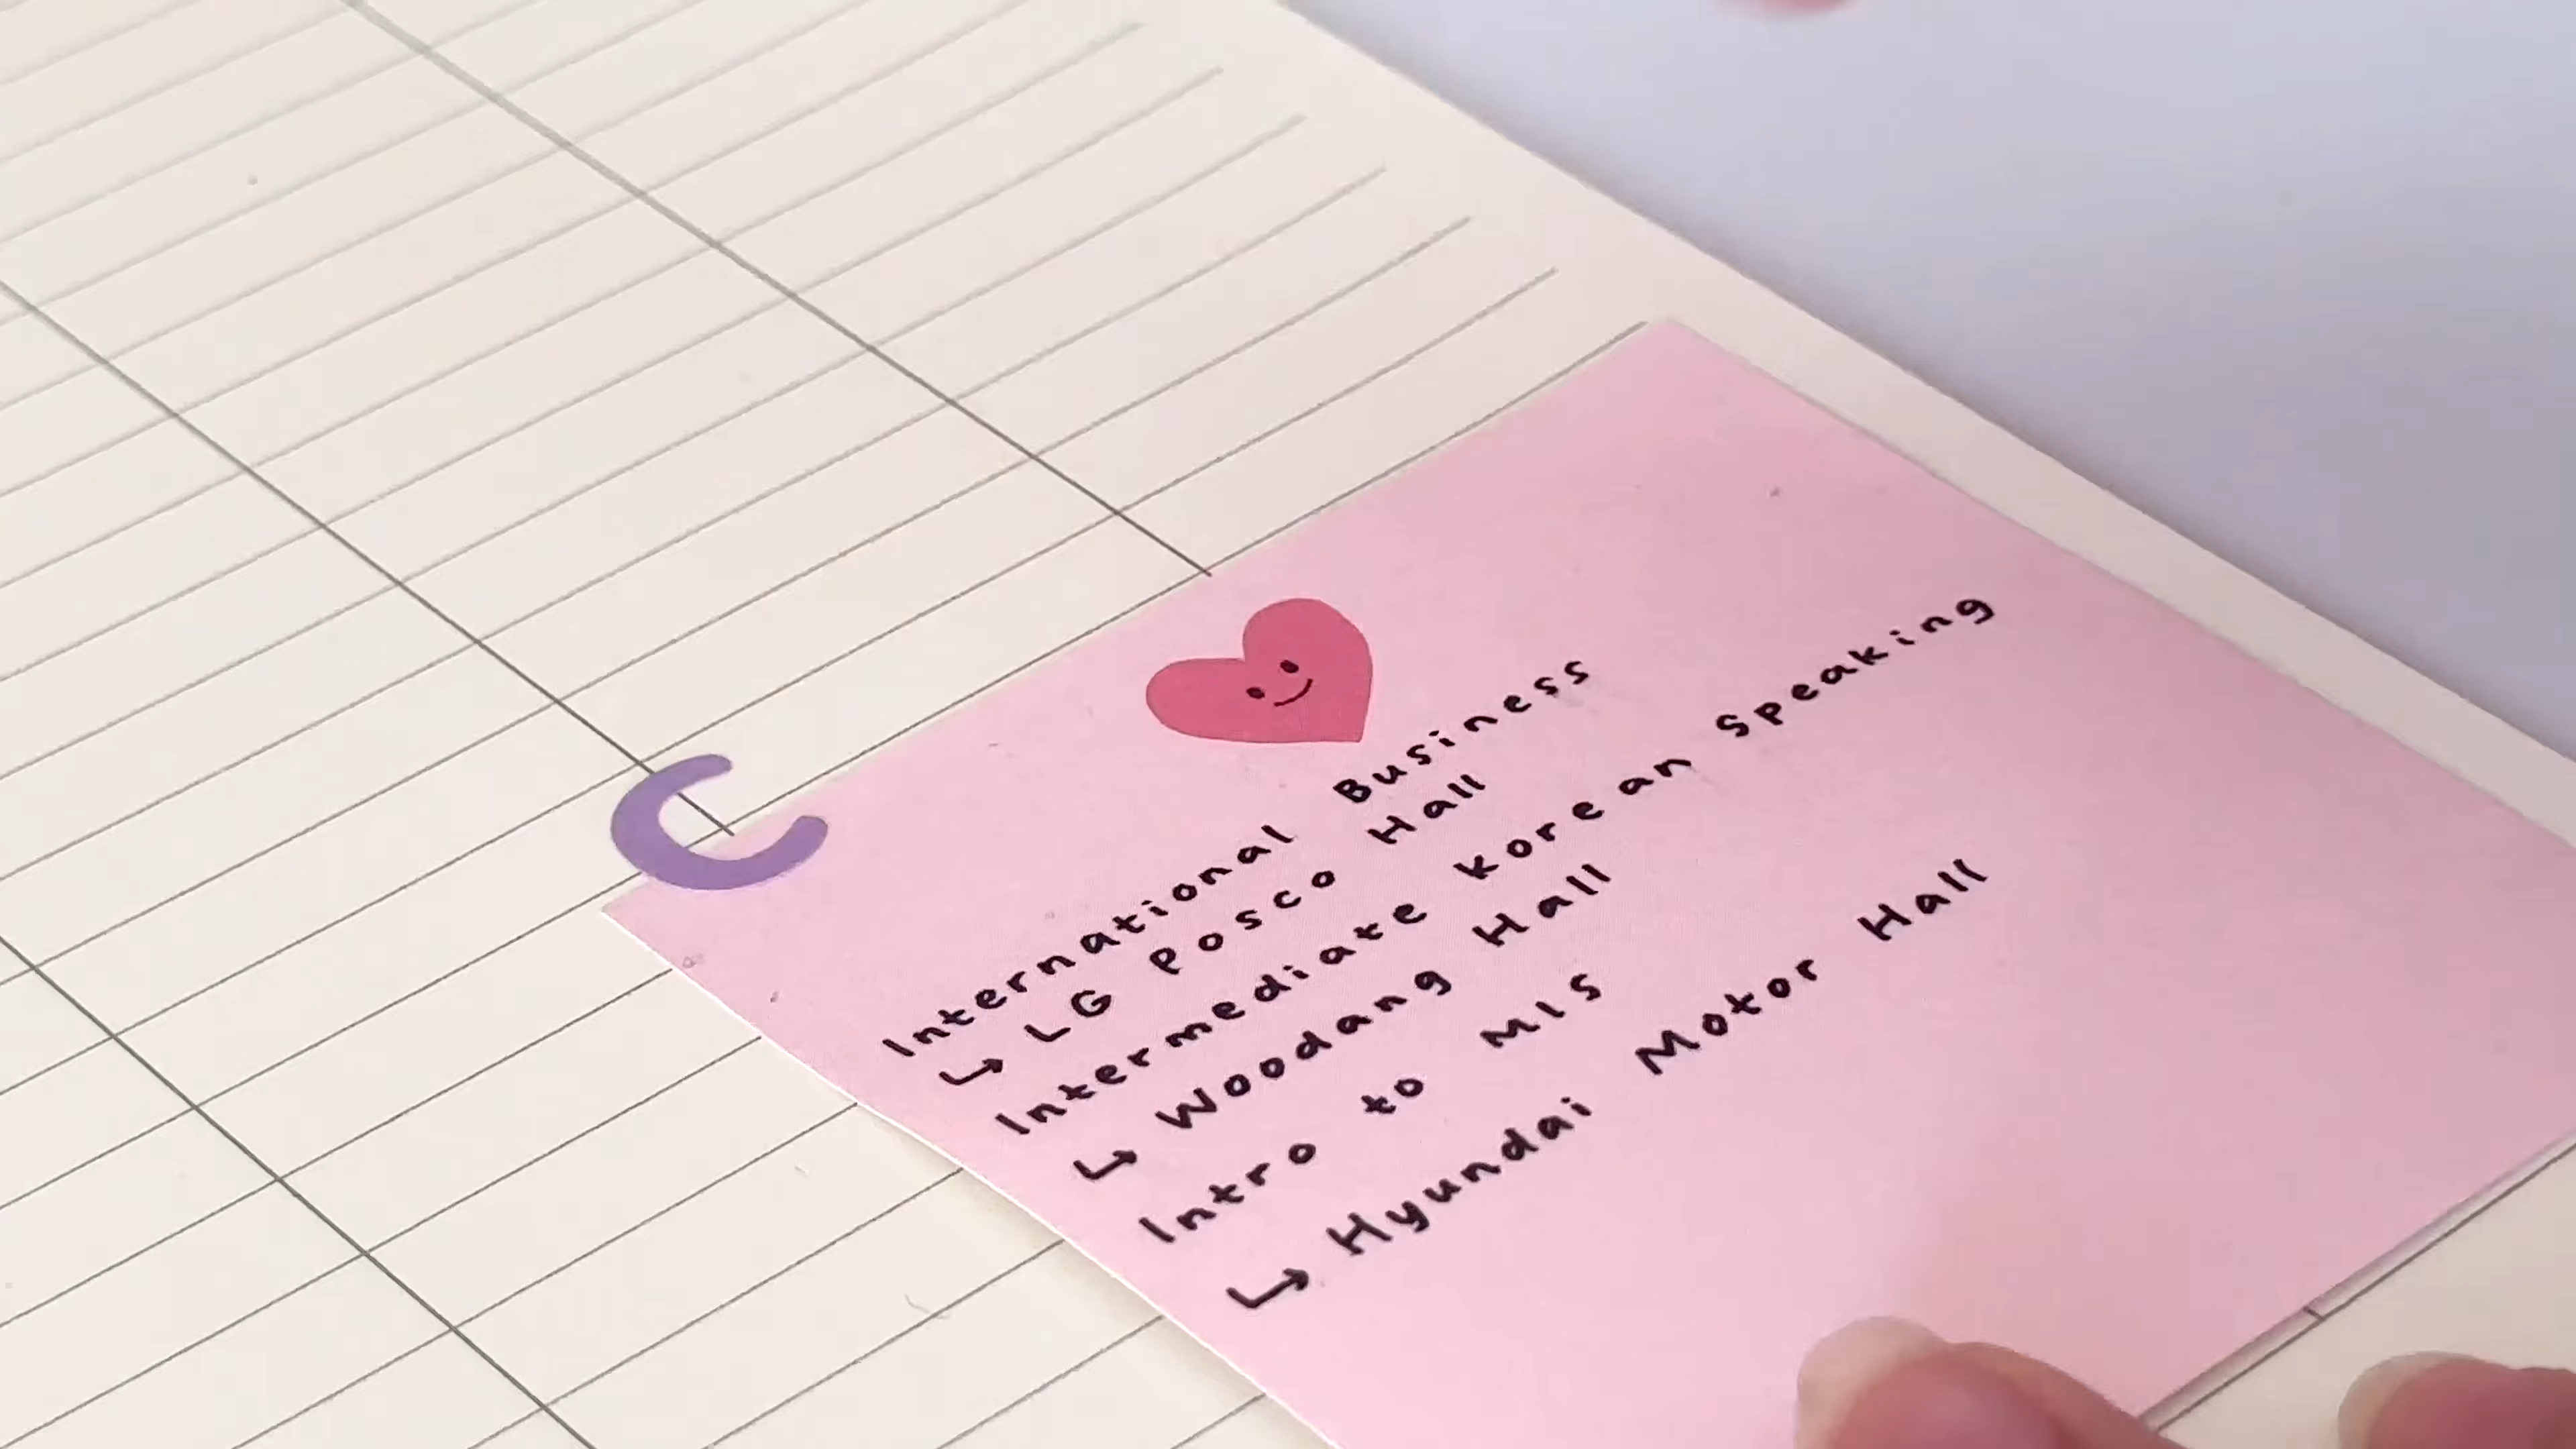 C
International Business
↳ LG Posco Hall
Intermediate Korean Speaking
↳ Woodang Hall
Intro to MIS
↳ Hyundai Motor Hall